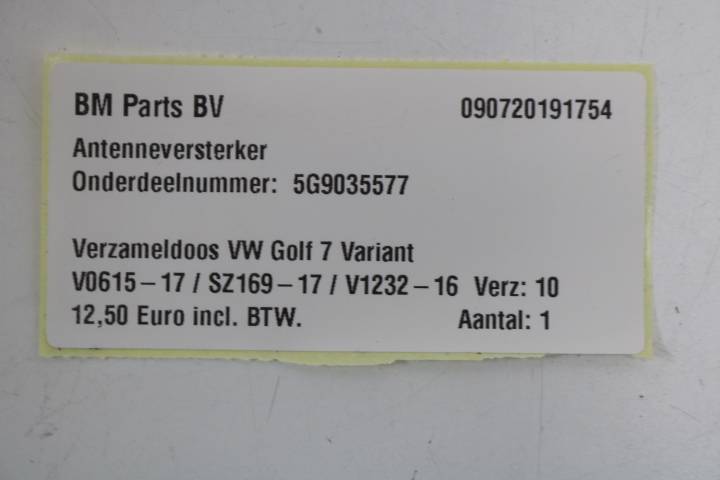 BM Parts BV 090720191754
Antenneversterker
Onderdeelnummer: 5G9035577
Verzameldoos VW Golf 7 Variant
V0615-17 / SZ169-17 / V1232-16 Verz: 10
12,50 Euro incl. BTW. Aantal: 1